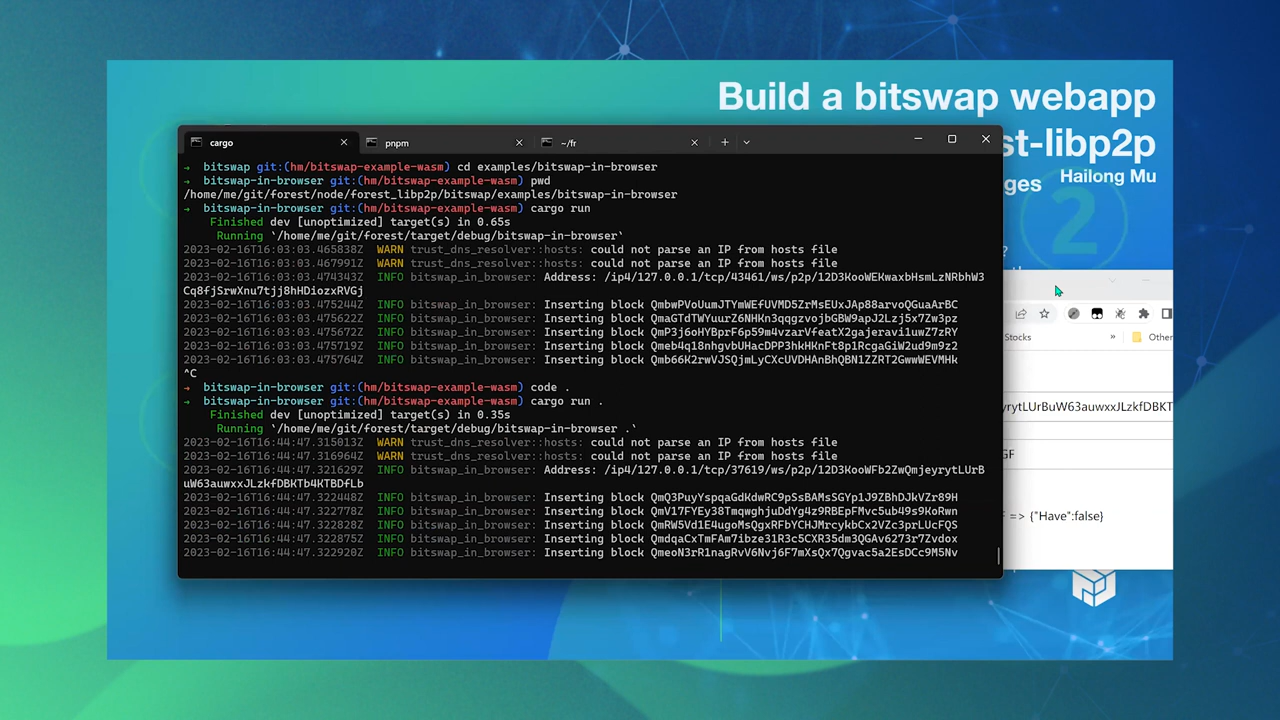 Build a bitswap webapp
st-libp2p
ges Hailong Mu
2
cargo
pnpm
~/fr
→ bitswap git:(hm/bitswap-example-wasm) cd examples/bitswap-in-browser
→ bitswap-in-browser git:(hm/bitswap-example-wasm) pwd
/home/me/git/forest/node/forest_libp2p/bitswap/examples/bitswap-in-browser
→ bitswap-in-browser git:(hm/bitswap-example-wasm) cargo run
Finished dev [unoptimized] target(s) in 0.65s
Running `/home/me/git/forest/target/debug/bitswap-in-browser`
2023-02-16T16:03:03.465838Z WARN trust_dns_resolver::hosts: could not parse an IP from hosts file
2023-02-16T16:03:03.467991Z WARN trust_dns_resolver::hosts: could not parse an IP from hosts file
2023-02-16T16:03:03.474343Z INFO bitswap_in_browser: Address: /ip4/127.0.0.1/tcp/43461/ws/p2p/12D3KooWEKwaxbHsmLzNRbhW3
Cq8fjSrwXnu7tjj8hHDiozxRVGj
2023-02-16T16:03:03.475244Z INFO bitswap_in_browser: Inserting block QmbwPVoUumJTYmWEfUVMD5ZrMsEUxJAp88arvoQGuaArBC
2023-02-16T16:03:03.475622Z INFO bitswap_in_browser: Inserting block QmaGTdTWYuurZ6NHKn3qqgzvojbGBW9apJ2Lzj5x7Zw3pz
2023-02-16T16:03:03.475672Z INFO bitswap_in_browser: Inserting block QmP3j6oHYBprF6p59m4vzarVfeatX2gajeravi1uwZ7zRY
2023-02-16T16:03:03.475719Z INFO bitswap_in_browser: Inserting block Qmeb4q18nhgvbUHacDPP3hkHKnFt8p1RcgaGiW2ud9m9z2
2023-02-16T16:03:03.475764Z INFO bitswap_in_browser: Inserting block Qmb66K2rwVJSQjmLyCXcUVDHAnBhQBN1ZZRT2GwwWEVMHk
^C
→ bitswap-in-browser git:(hm/bitswap-example-wasm) code .
→ bitswap-in-browser git:(hm/bitswap-example-wasm) cargo run .
Finished dev [unoptimized] target(s) in 0.35s
Running `/home/me/git/forest/target/debug/bitswap-in-browser .`
2023-02-16T16:44:47.315013Z WARN trust_dns_resolver::hosts: could not parse an IP from hosts file
2023-02-16T16:44:47.316964Z WARN trust_dns_resolver::hosts: could not parse an IP from hosts file
2023-02-16T16:44:47.321629Z INFO bitswap_in_browser: Address: /ip4/127.0.0.1/tcp/37619/ws/p2p/12D3KooWFb2ZwQmjeyrytLUrB
uW63auwxxJLzkfDBKTb4KTBDfLb
2023-02-16T16:44:47.322448Z INFO bitswap_in_browser: Inserting block QmQ3PuyYspqaGdKdwRC9pSsBAMsSGYp1J9ZBhDJkVZr89H
2023-02-16T16:44:47.322778Z INFO bitswap_in_browser: Inserting block QmV17FYEy38TmqwghjuDdYg4z9RBEpFMvc5ub49s9KoRwn
2023-02-16T16:44:47.322828Z INFO bitswap_in_browser: Inserting block QmRW5Vd1E4ugoMsQgxRFbYCHJMrcykbCx2VZc3prLUcFQS
2023-02-16T16:44:47.322875Z INFO bitswap_in_browser: Inserting block QmdqaCxTmFAm7ibze31R3c5CXR35dm3QGAv6273r7Zvdox
2023-02-16T16:44:47.322920Z INFO bitswap_in_browser: Inserting block QmeoN3rR1nagRvV6Nvj6F7mXsQx7Qgvac5a2EsDCc9M5Nv
Stocks
»
Other
yrytLUrBuW63auwxxJLzkfDBKT
GF
=> {"Have":false}